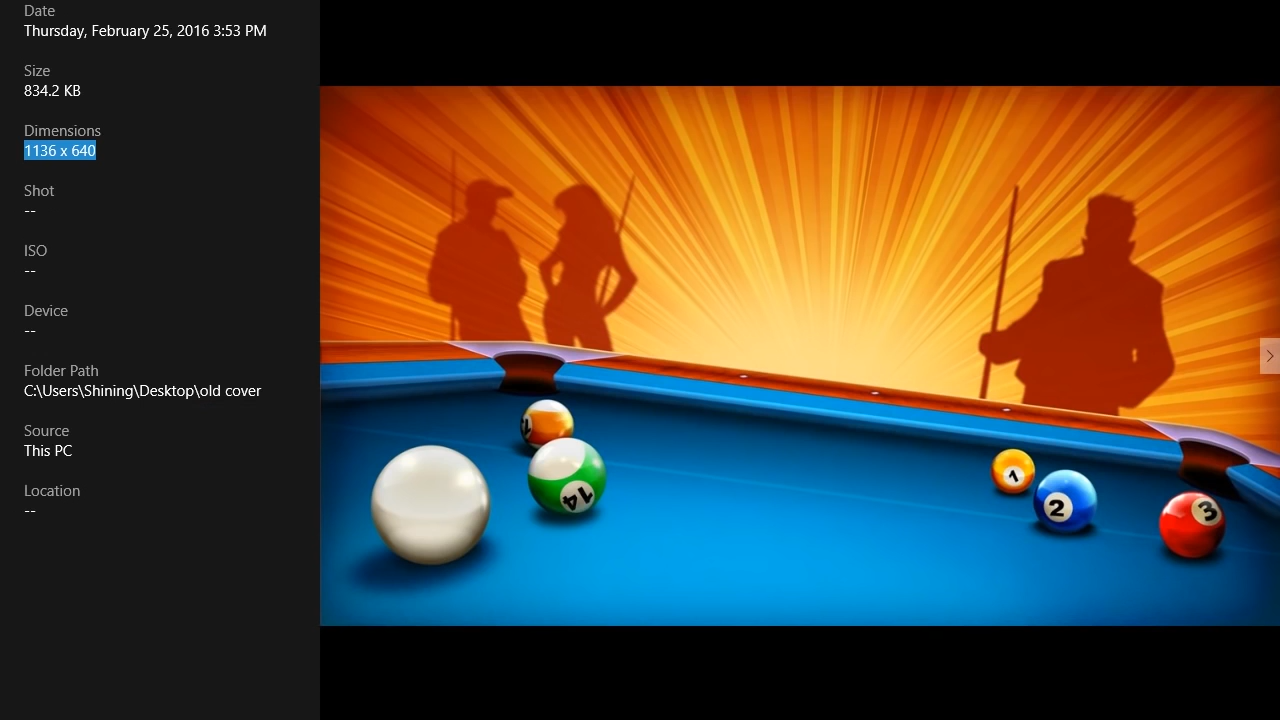 Date
Thursday, February 25, 2016 3:53 PM
Size
834.2 KB
Dimensions
1136 x 640
Shot
--
ISO
--
Device
--
Folder Path
C:\Users\Shining\Desktop\old cover
Source
This PC
Location
--
14
1
2
3